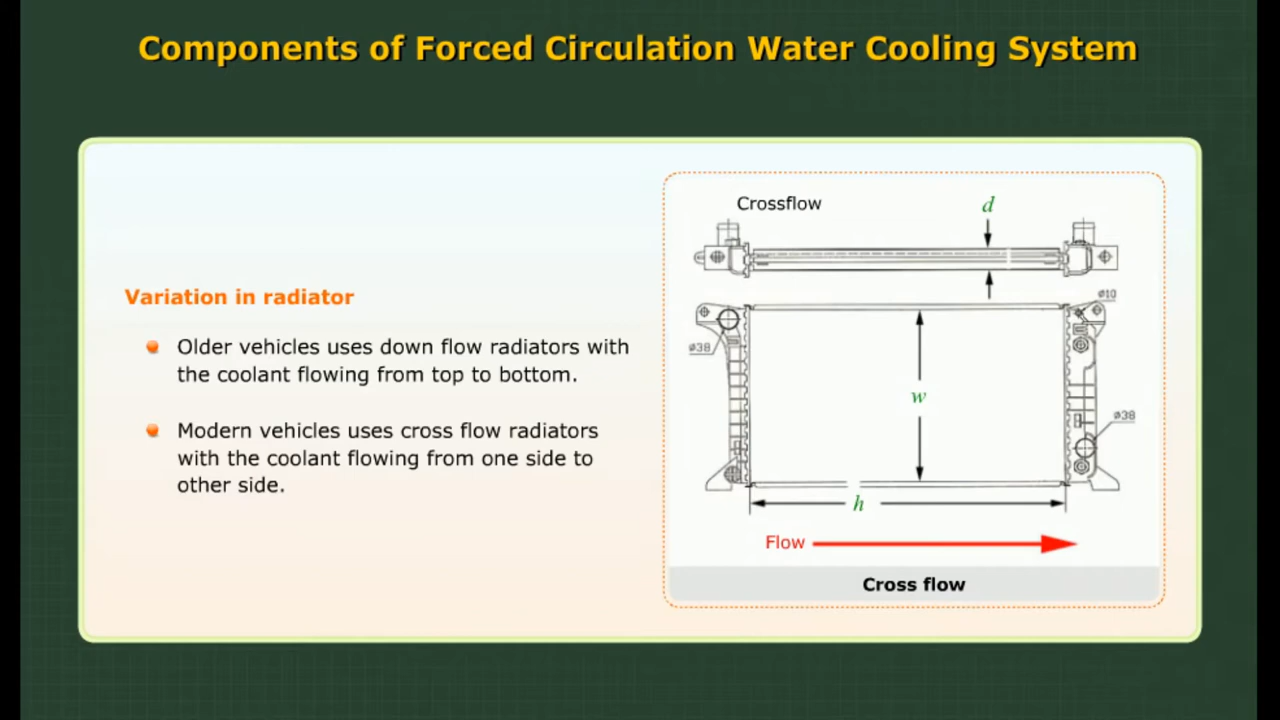 Components of Forced Circulation Water Cooling System
Variation in radiator
Older vehicles uses down flow radiators with
the coolant flowing from top to bottom.
Modern vehicles uses cross flow radiators
with the coolant flowing from one side to
other side.
Crossflow
d
ø10
ø38
w
ø38
h
Flow
Cross flow